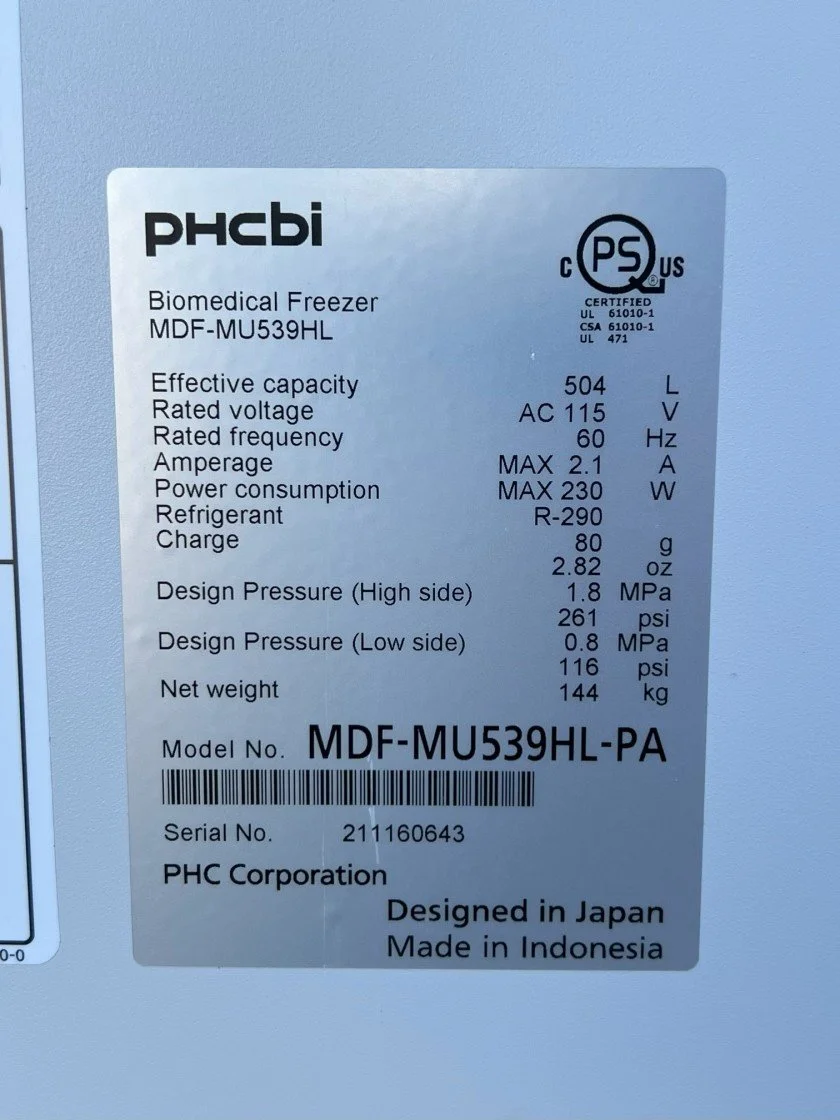 PHCbi
C PS US
®
CERTIFIED
UL 61010-1
CSA 61010-1
UL 471
Biomedical Freezer
MDF-MU539HL
Effective capacity 504 L
Rated voltage AC 115 V
Rated frequency 60 Hz
Amperage MAX 2.1 A
Power consumption MAX 230 W
Refrigerant R-290
Charge 80 g
2.82 oz
Design Pressure (High side) 1.8 MPa
261 psi
Design Pressure (Low side) 0.8 MPa
116 psi
Net weight 144 kg
Model No. MDF-MU539HL-PA
Serial No. 211160643
PHC Corporation
Designed in Japan
Made in Indonesia
0-0